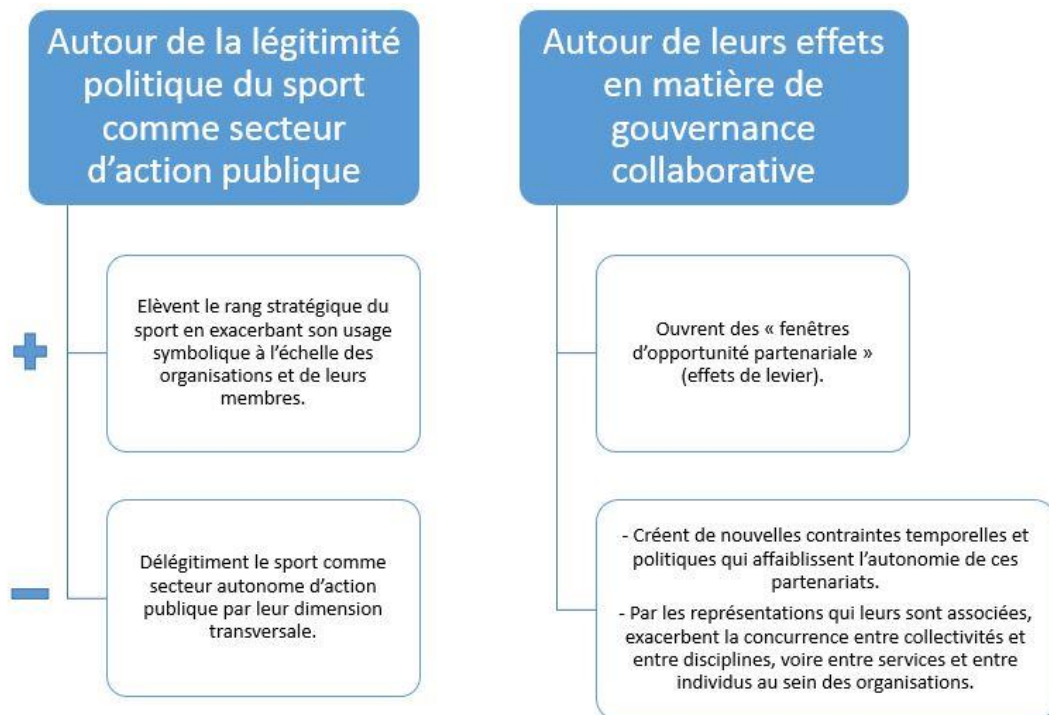 Autour de la légitimité
politique du sport
comme secteur
d’action publique
Elèvent le rang stratégique du
sport en exacerbant son usage
symbolique à l’échelle des
organisations et de leurs
membres.
Délégitiment le sport comme
secteur autonome d’action
publique par leur dimension
transversale.
Autour de leurs effets
en matière de
gouvernance
collaborative
Ouvrent des « fenêtres
d’opportunité partenariale »
(effets de levier).
- Créent de nouvelles contraintes temporelles et
politiques qui affaiblissent l’autonomie de ces
partenariats.
- Par les représentations qui leurs sont associées,
exacerbent la concurrence entre collectivités et
entre disciplines, voire entre services et entre
individus au sein des organisations.